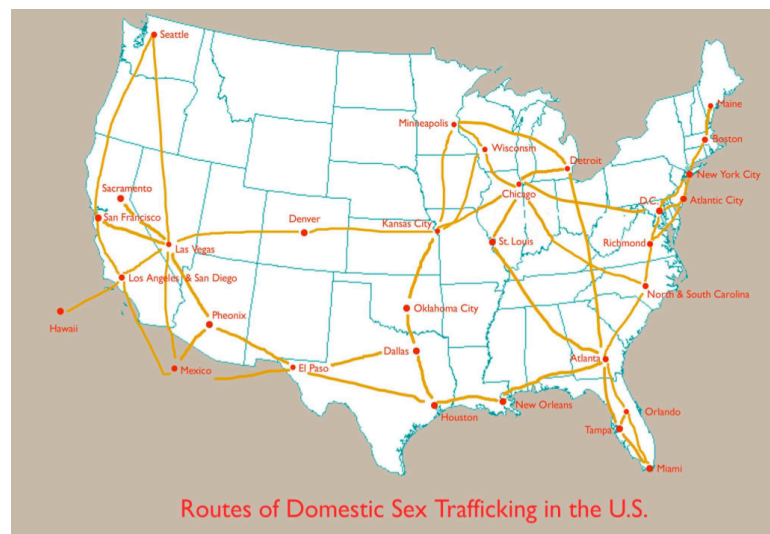 Seattle
Maine
Minneapolis
Boston
Wisconsin
Detroit
New York City
Sacramento
Chicago
D.C.
Atlantic City
San Francisco
Denver
Kansas City
Las Vegas
St. Louis
Richmond
Los Angeles & San Diego
North & South Carolina
Hawaii
Pheonix
Oklahoma City
Dallas
Atlanta
Mexico
El Paso
New Orleans
Orlando
Houston
Tampa
Miami
Routes of Domestic Sex Trafficking in the U.S.